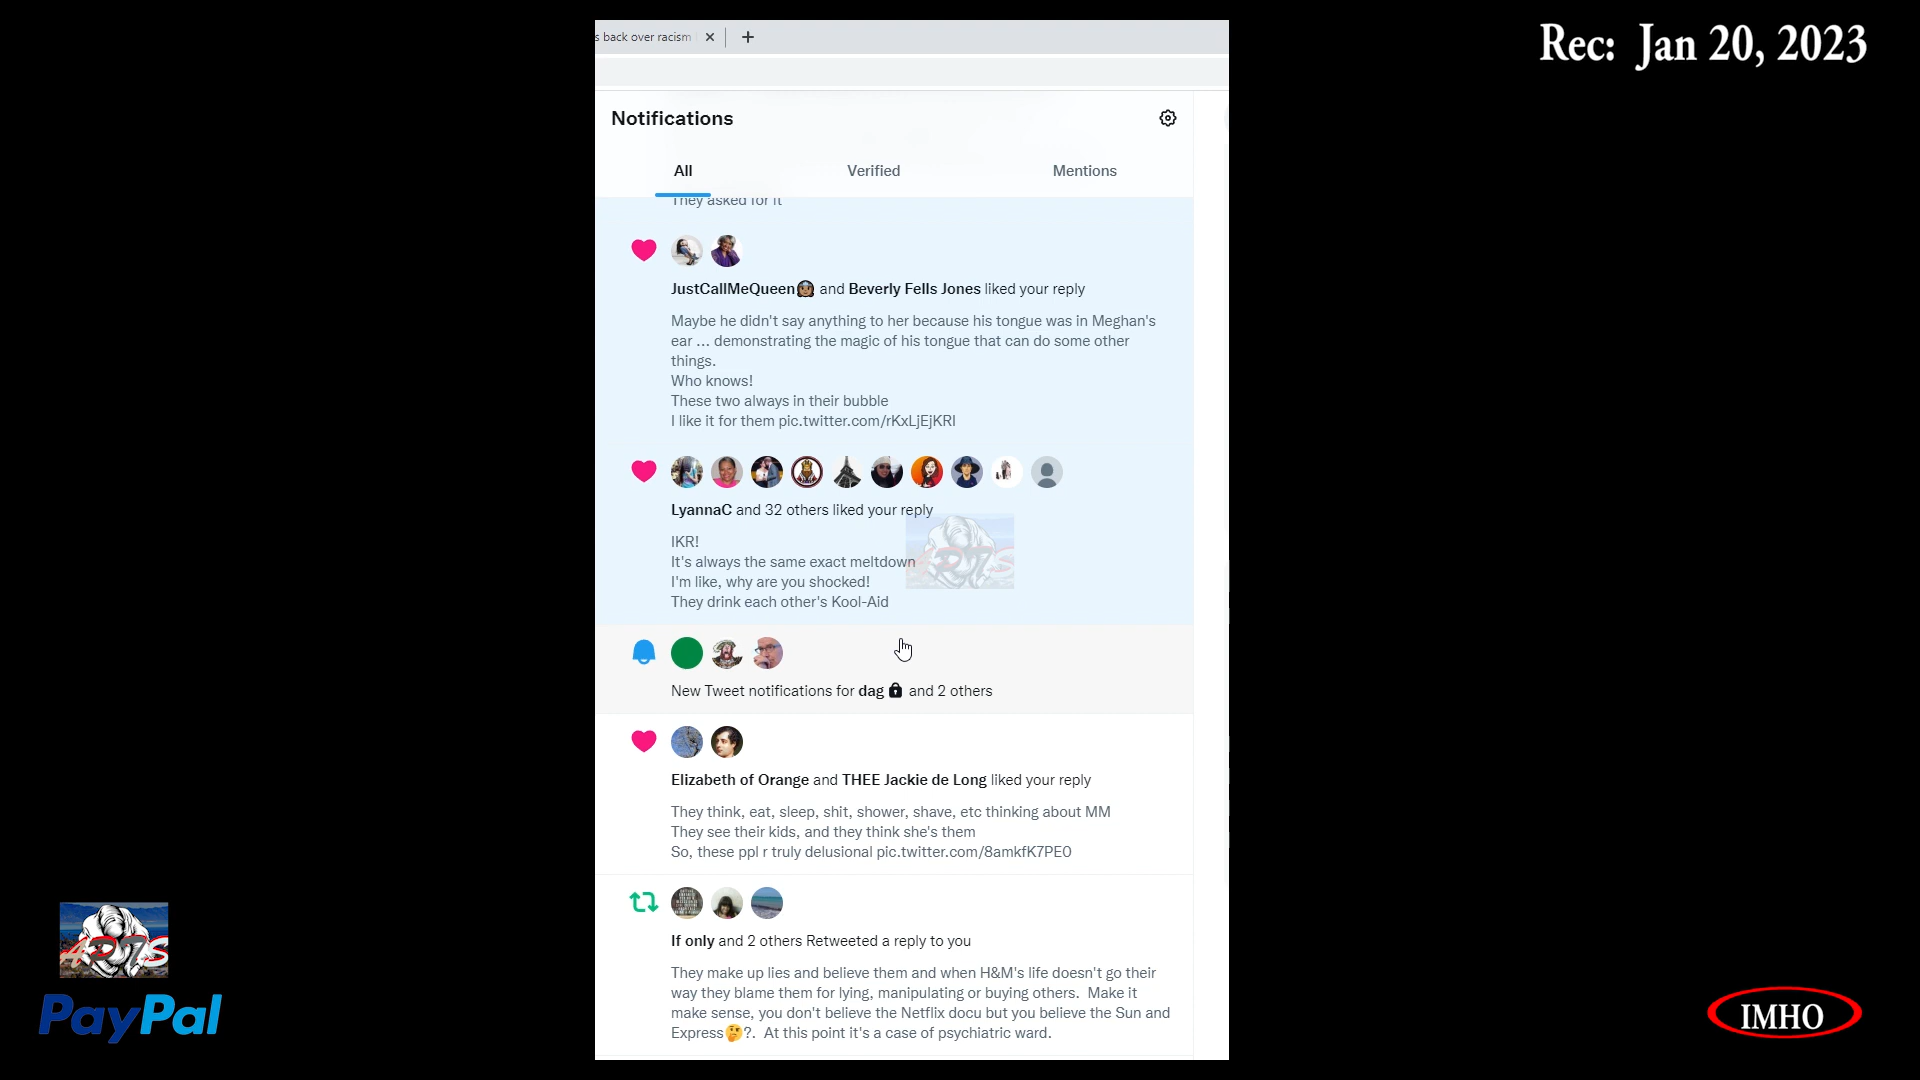 s back over racism
Rec: Jan 20, 2023
Notifications
All
Verified
Mentions
They asked for it
JustCallMeQueen👸🏾 and Beverly Fells Jones liked your reply
Maybe he didn't say anything to her because his tongue was in Meghan's
ear ... demonstrating the magic of his tongue that can do some other
things.
Who knows!
These two always in their bubble
I like it for them pic.twitter.com/rKxLjEjKRI
LyannaC and 32 others liked your reply
IKR!
It's always the same exact meltdown
I'm like, why are you shocked!
They drink each other's Kool-Aid
New Tweet notifications for dag 🔒 and 2 others
Elizabeth of Orange and THEE Jackie de Long liked your reply
They think, eat, sleep, shit, shower, shave, etc thinking about MM
They see their kids, and they think she's them
So, these ppl r truly delusional pic.twitter.com/8amkfK7PEO
If only and 2 others Retweeted a reply to you
They make up lies and believe them and when H&M's life doesn't go their
way they blame them for lying, manipulating or buying others.  Make it
make sense, you don't believe the Netflix docu but you believe the Sun and
Express🤔?.  At this point it's a case of psychiatric ward.
PayPal
IMHO